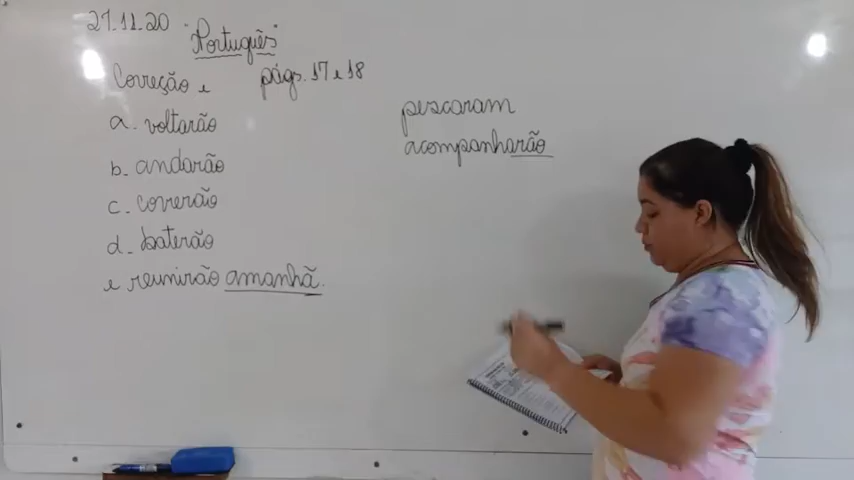 27.11.20 "Português"
Correção e págs. 17 e 18
a. voltarão
b. andarão
c. correrão
d. baterão
e reunirão amanhã.
pescaram
acompanharão